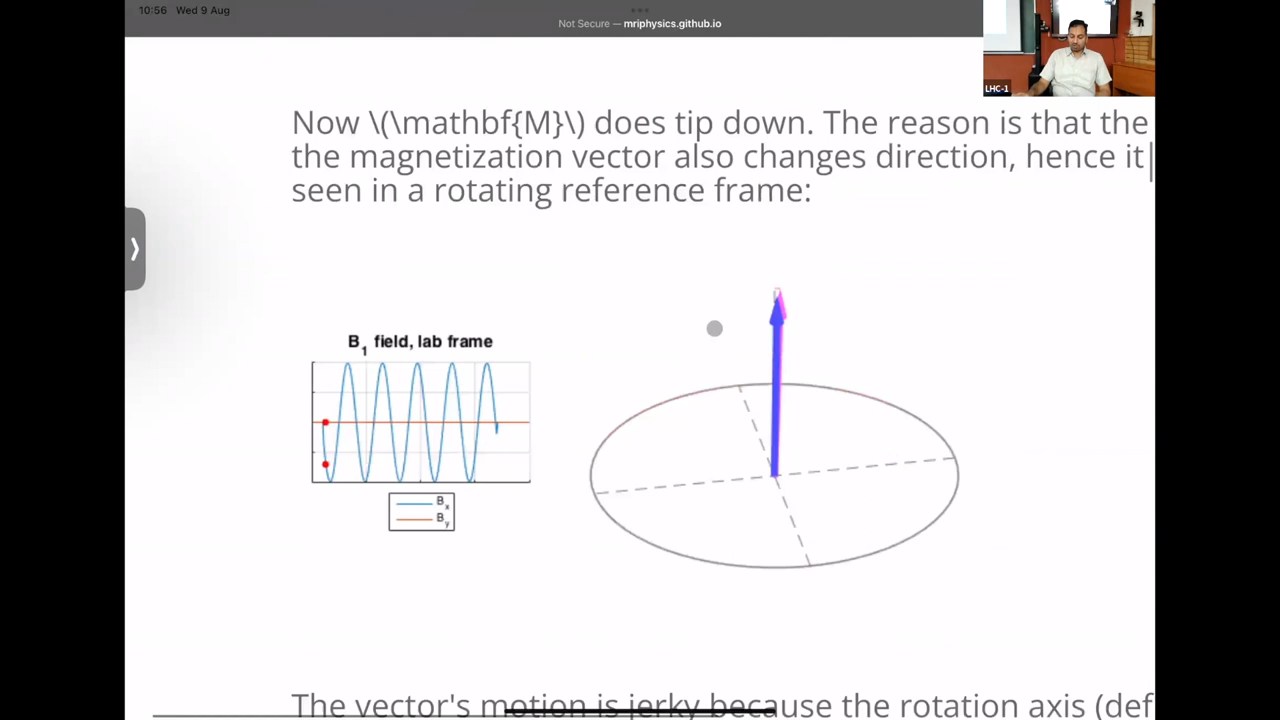 10:56 Wed 9 Aug
Not Secure — mriphysics.github.io
LHC-1
Now \(\mathbf{M}\) does tip down. The reason is that the
the magnetization vector also changes direction, hence it
seen in a rotating reference frame:
B1 field, lab frame
Bx
By
The vector's motion is jerky because the rotation axis (def